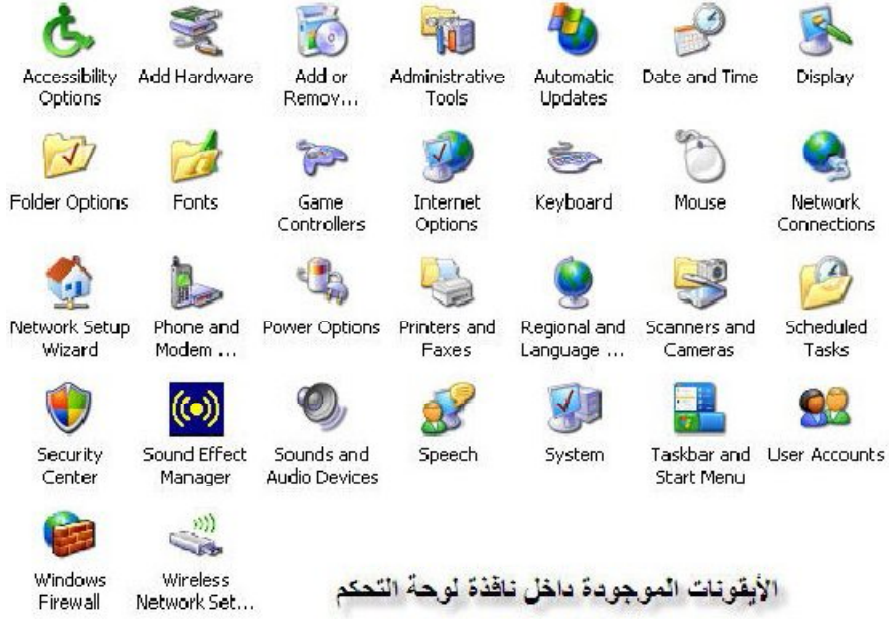 Accessibility Options
Add Hardware
Add or Remov...
Administrative Tools
Automatic Updates
Date and Time
Display
Folder Options
Fonts
Game Controllers
Internet Options
Keyboard
Mouse
Network Connections
Network Setup Wizard
Phone and Modem ...
Power Options
Printers and Faxes
Regional and Language ...
Scanners and Cameras
Scheduled Tasks
Security Center
Sound Effect Manager
Sounds and Audio Devices
Speech
System
Taskbar and Start Menu
User Accounts
Windows Firewall
Wireless Network Set...
الأيقونات الموجودة داخل نافذة لوحة التحكم